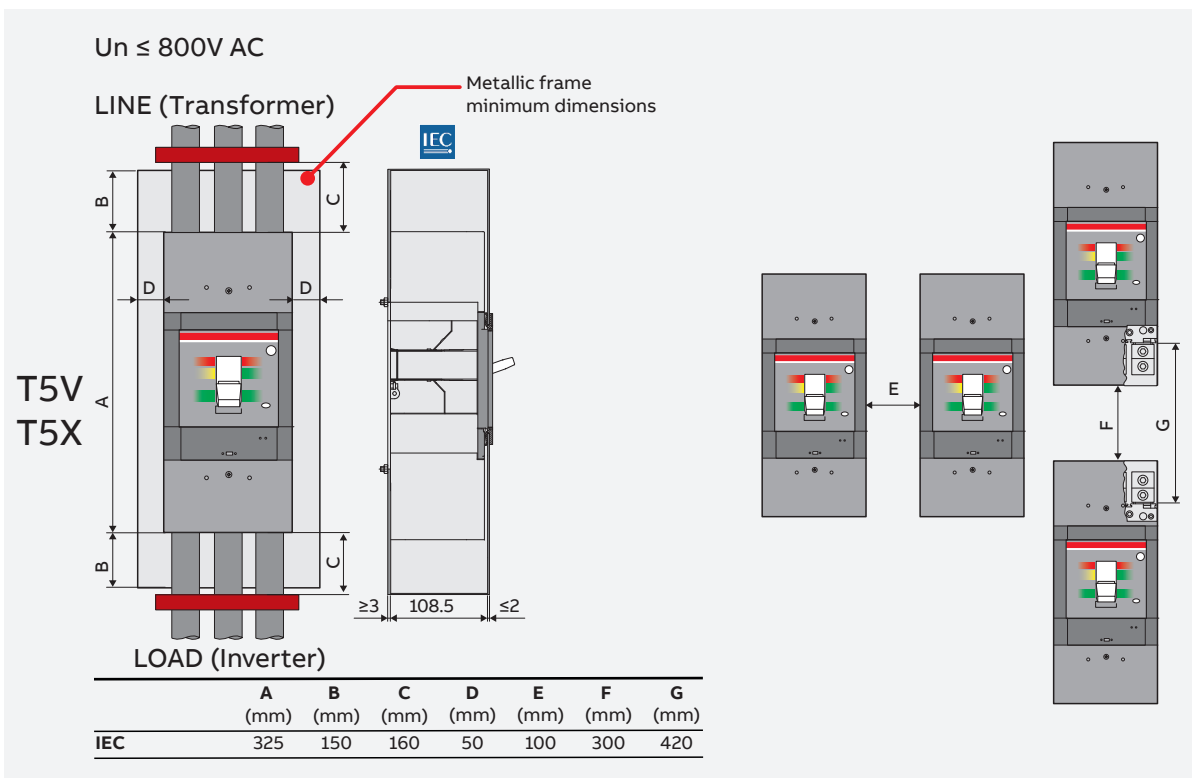 Un ≤ 800V AC
LINE (Transformer)
Metallic frame
minimum dimensions
IEC
B
C
D
D
A
T5V
T5X
B
C
≥3
108.5
≤2
LOAD (Inverter)
E
F
G
A B C D E F G
(mm) (mm) (mm) (mm) (mm) (mm) (mm)
IEC 325 150 160 50 100 300 420